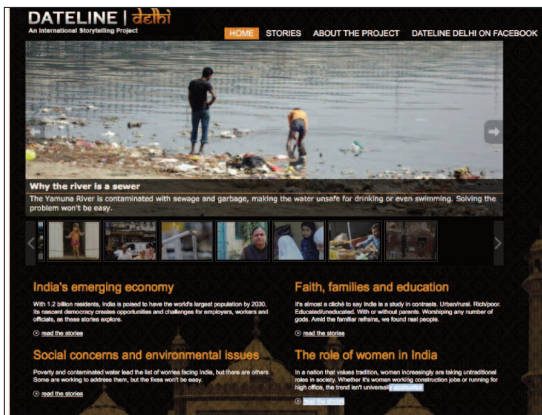 DATELINE | delhi
An International Storytelling Project
HOME STORIES ABOUT THE PROJECT DATELINE DELHI ON FACEBOOK
Why the river is a sewer
The Yamuna River is contaminated with sewage and garbage, making the water unsafe for drinking or even swimming. Solving the
problem won't be easy.
India's emerging economy
With 1.2 billion residents, India is poised to have the world's largest population by 2030.
Its nascent democracy creates opportunities and challenges for employers, workers and
officials, as these stories explore.
read the stories
Faith, families and education
It's almost a cliché to say India is a study in contrasts. Urban/rural. Rich/poor.
Educated/uneducated. With or without parents. Worshiping any number of
gods. Amid the familiar refrains, we found real people.
read the stories
Social concerns and environmental issues
Poverty and contaminated water lead the list of worries facing India, but there are others.
Some are working to address them, but the fixes won't be easy.
read the stories
The role of women in India
In a nation that values tradition, women increasingly are taking untraditional
roles in society. Whether it's women working construction jobs or running for
high office, the trend isn't universally
read the stories